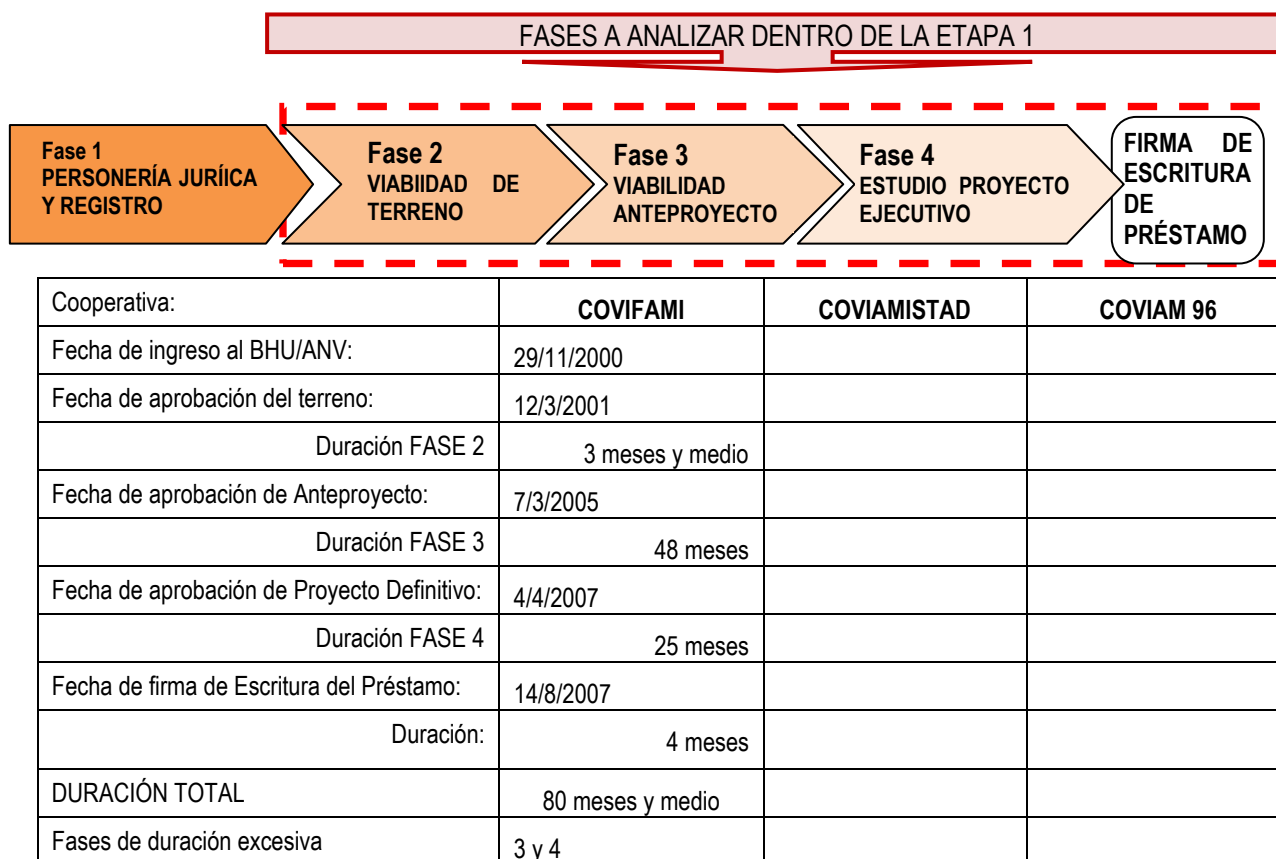 FASES A ANALIZAR DENTRO DE LA ETAPA 1
Fase 1
PERSONERÍA JURÍICA
Y REGISTRO
Fase 2
VIABIIDAD DE
TERRENO
Fase 3
VIABILIDAD
ANTEPROYECTO
Fase 4
ESTUDIO PROYECTO
EJECUTIVO
FIRMA DE
ESCRITURA
DE
PRÉSTAMO
Cooperativa: COVIFAMI COVIAMISTAD COVIAM 96
Fecha de ingreso al BHU/ANV: 29/11/2000
Fecha de aprobación del terreno: 12/3/2001
Duración FASE 2 3 meses y medio
Fecha de aprobación de Anteproyecto: 7/3/2005
Duración FASE 3 48 meses
Fecha de aprobación de Proyecto Definitivo: 4/4/2007
Duración FASE 4 25 meses
Fecha de firma de Escritura del Préstamo: 14/8/2007
Duración: 4 meses
DURACIÓN TOTAL 80 meses y medio
Fases de duración excesiva 3 y 4